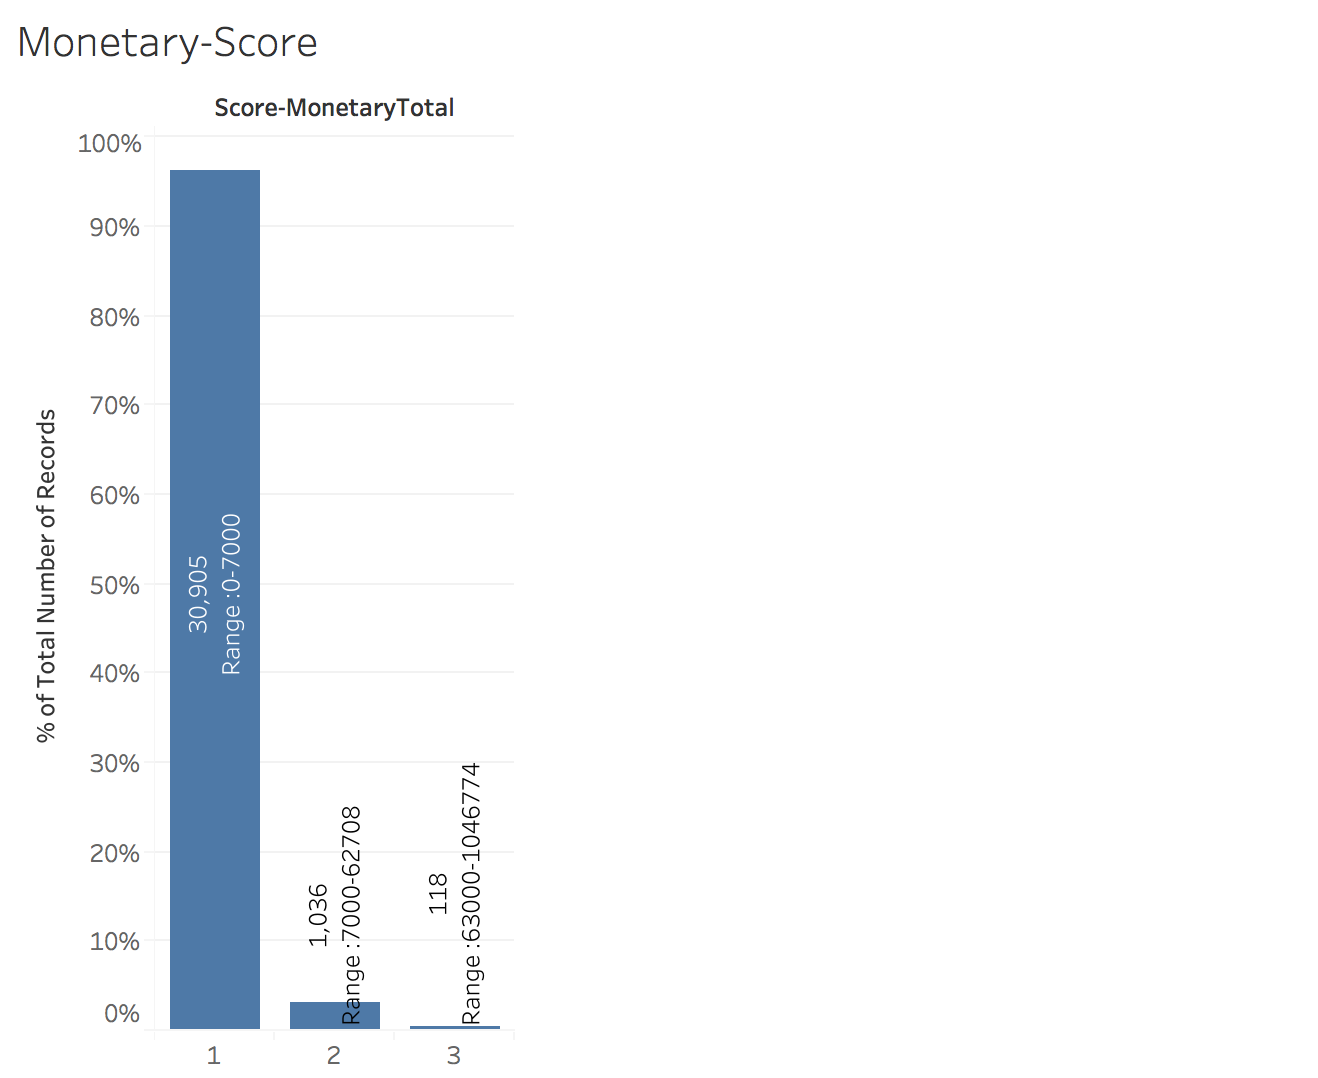 Monetary-Score
Score-MonetaryTotal
% of Total Number of Records
100%
90%
80%
70%
60%
50%
40%
30%
20%
10%
0%
30,905
Range :0-7000
1,036
Range :7000-62708
118
Range :63000-1046774
1
2
3